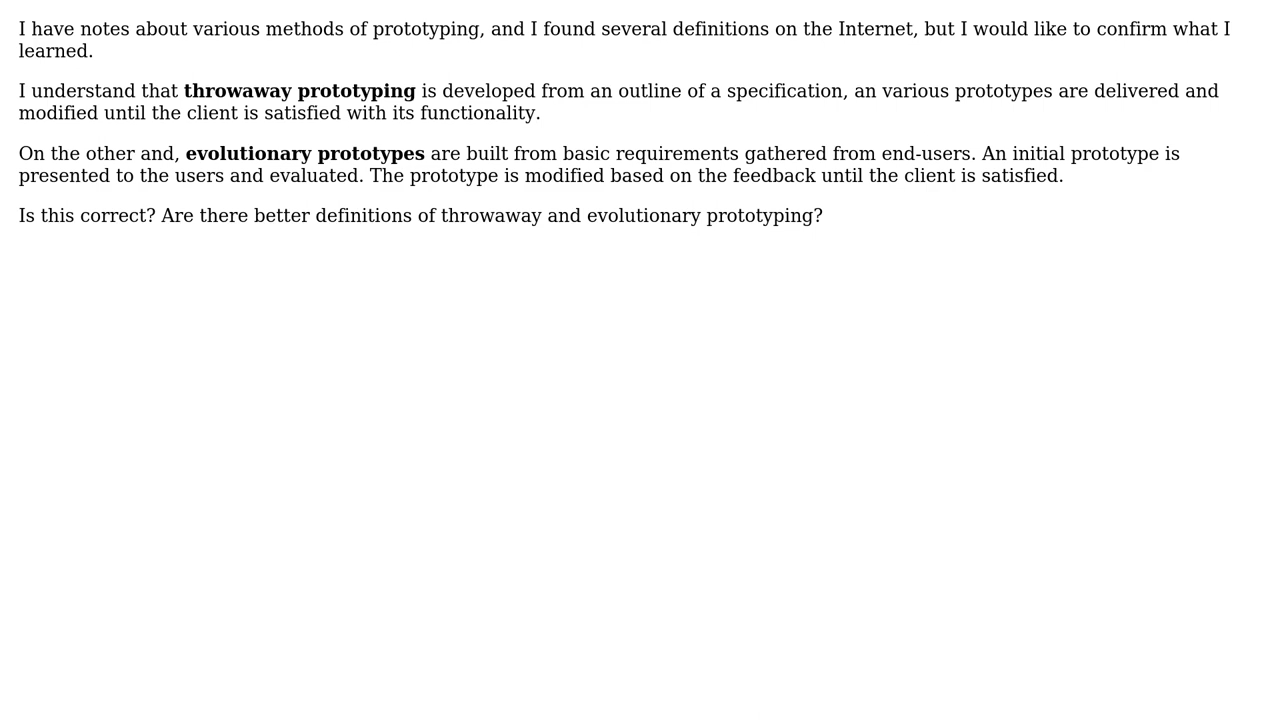 I have notes about various methods of prototyping, and I found several definitions on the Internet, but I would like to confirm what I
learned.
I understand that throwaway prototyping is developed from an outline of a specification, an various prototypes are delivered and
modified until the client is satisfied with its functionality.
On the other and, evolutionary prototypes are built from basic requirements gathered from end-users. An initial prototype is
presented to the users and evaluated. The prototype is modified based on the feedback until the client is satisfied.
Is this correct? Are there better definitions of throwaway and evolutionary prototyping?